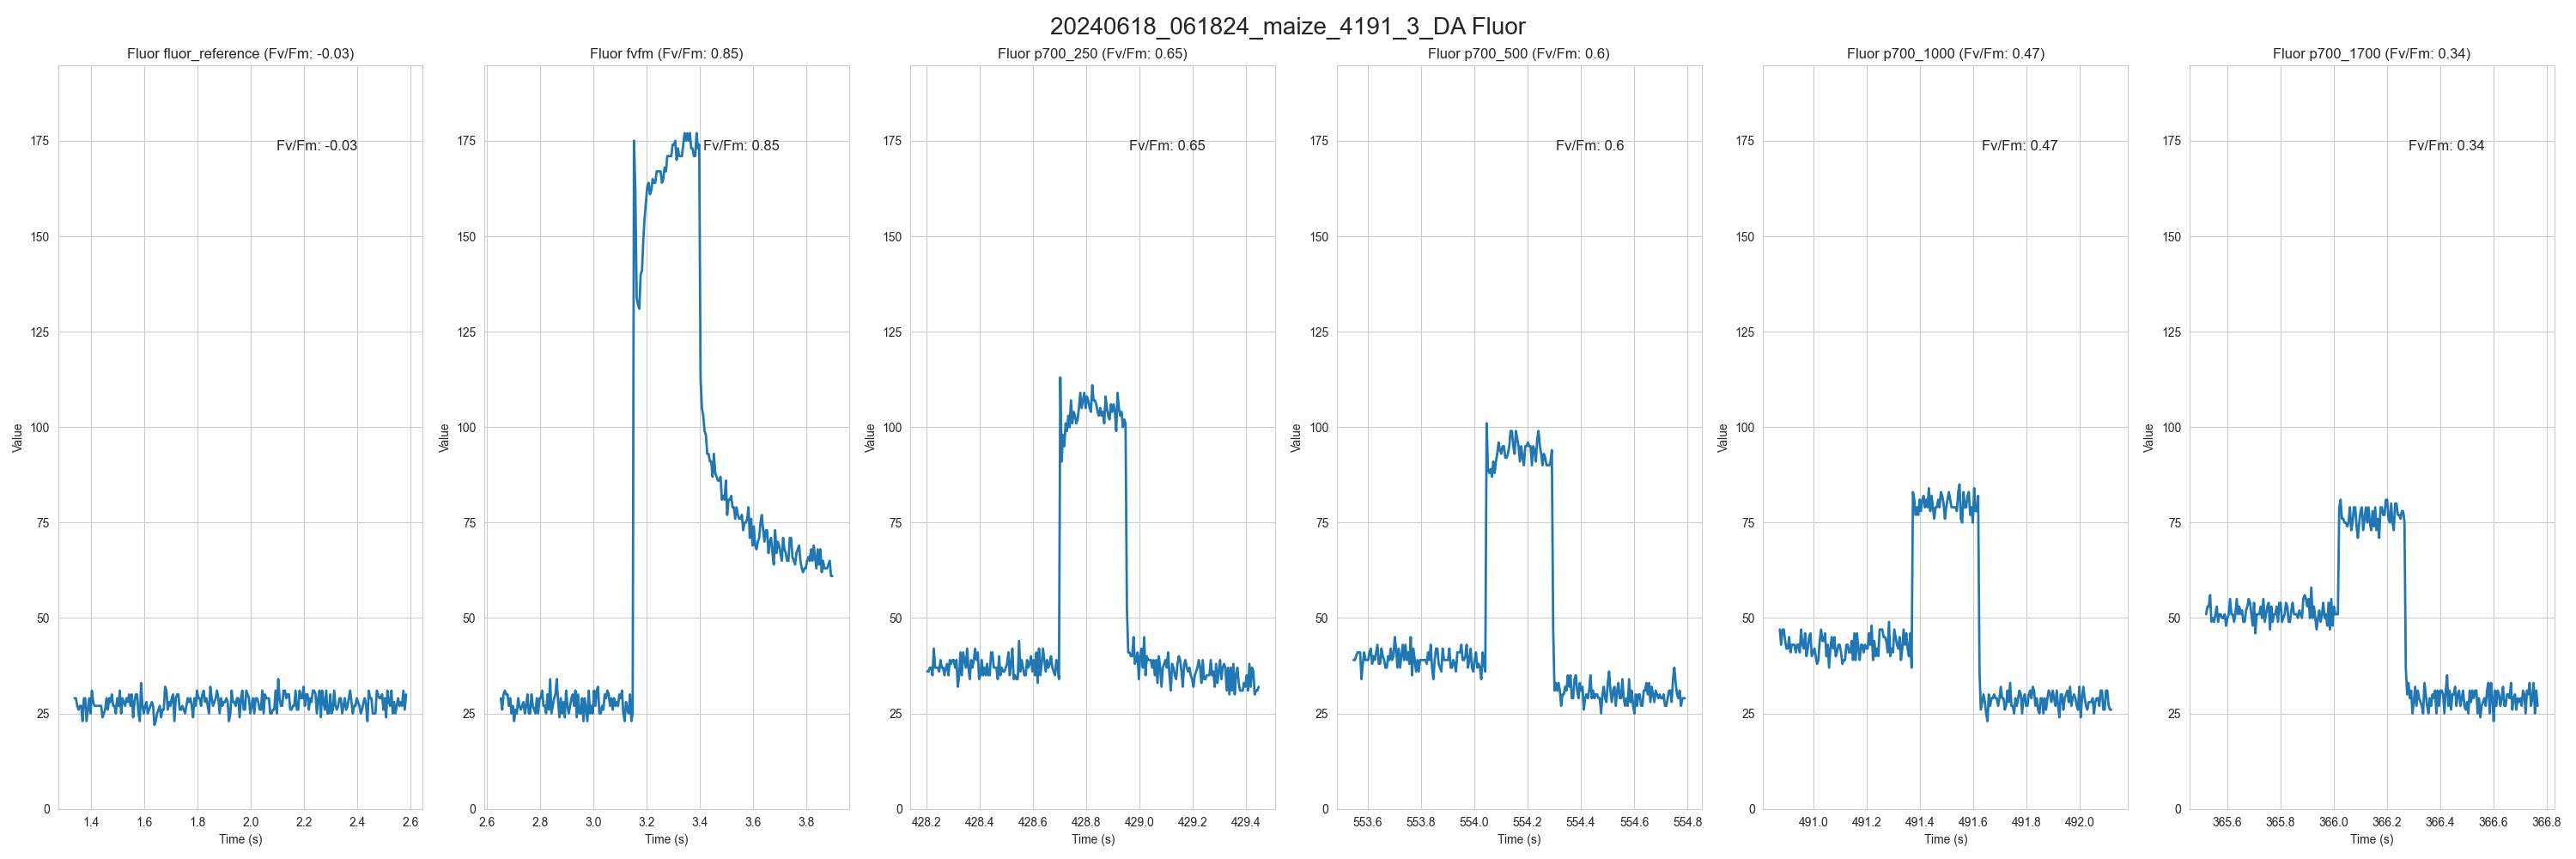 20240618_061824_maize_4191_3_DA Fluor
Fluor fluor_reference (Fv/Fm: -0.03)
Fv/Fm: -0.03
175
150
125
100
75
50
25
0
Value
1.4 1.6 1.8 2.0 2.2 2.4 2.6
Time (s)
Fluor fvfm (Fv/Fm: 0.85)
Fv/Fm: 0.85
175
150
125
100
75
50
25
0
Value
2.6 2.8 3.0 3.2 3.4 3.6 3.8
Time (s)
Fluor p700_250 (Fv/Fm: 0.65)
Fv/Fm: 0.65
175
150
125
100
75
50
25
0
Value
428.2 428.4 428.6 428.8 429.0 429.2 429.4
Time (s)
Fluor p700_500 (Fv/Fm: 0.6)
Fv/Fm: 0.6
175
150
125
100
75
50
25
0
Value
553.6 553.8 554.0 554.2 554.4 554.6 554.8
Time (s)
Fluor p700_1000 (Fv/Fm: 0.47)
Fv/Fm: 0.47
175
150
125
100
75
50
25
0
Value
491.0 491.2 491.4 491.6 491.8 492.0
Time (s)
Fluor p700_1700 (Fv/Fm: 0.34)
Fv/Fm: 0.34
175
150
125
100
75
50
25
0
Value
365.6 365.8 366.0 366.2 366.4 366.6 366.8
Time (s)